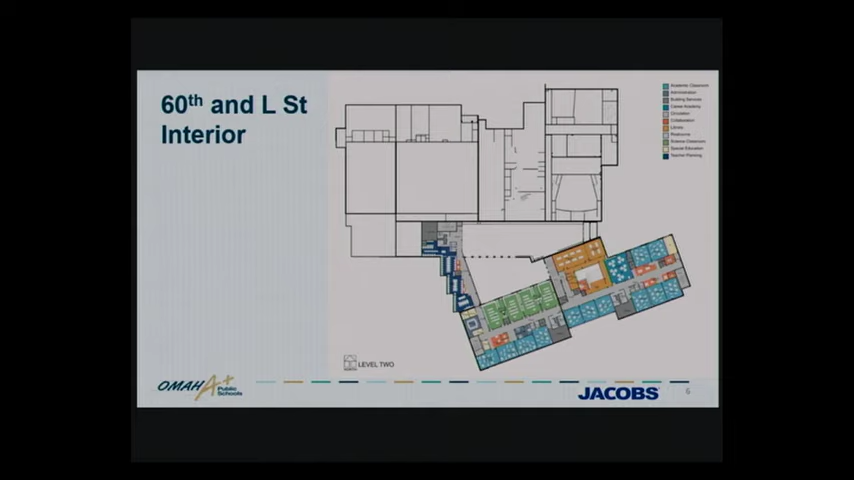 60th and L St
Interior
Academic Classroom
Administration
Building Services
Career Academy
Circulation
Collaboration
Library
Restrooms
Science Classroom
Special Education
Teacher Planning
LEVEL TWO
OMAHA
Public
Schools
JACOBS
6